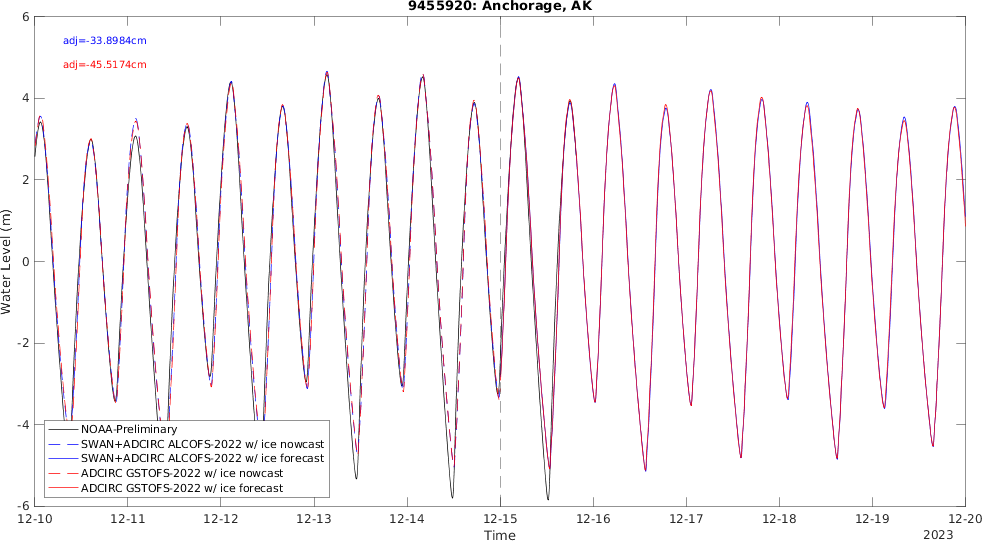 9455920: Anchorage, AK
6
adj=-33.8984cm
adj=-45.5174cm
4
2
0
-2
-4
-6
Water Level (m)
NOAA-Preliminary
SWAN+ADCIRC ALCOFS-2022 w/ ice nowcast
SWAN+ADCIRC ALCOFS-2022 w/ ice forecast
ADCIRC GSTOFS-2022 w/ ice nowcast
ADCIRC GSTOFS-2022 w/ ice forecast
12-10 12-11 12-12 12-13 12-14 12-15 12-16 12-17 12-18 12-19 12-20
Time
2023